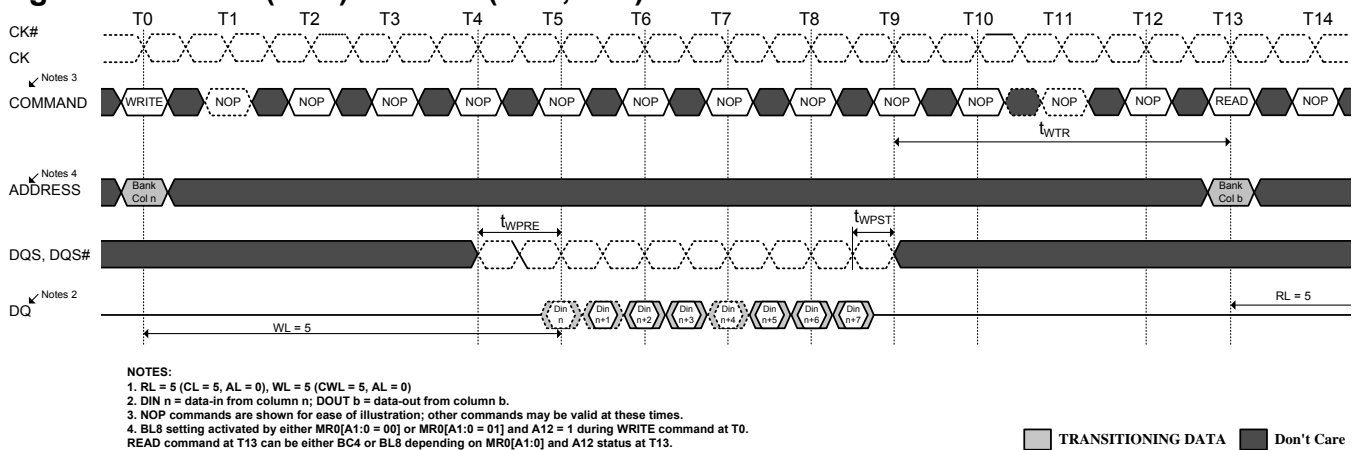 T0 T1 T2 T3 T4 T5 T6 T7 T8 T9 T10 T11 T12 T13 T14
CK#
CK
Notes 3
COMMAND WRITE NOP NOP NOP NOP NOP NOP NOP NOP NOP NOP NOP NOP READ NOP
tWTR
Notes 4
ADDRESS
Bank
Col n
Bank
Col b
tWPRE
tWPST
DQS, DQS#
Notes 2
DQ
Din
n
Din
n+1
Din
n+2
Din
n+3
Din
n+4
Din
n+5
Din
n+6
Din
n+7
RL = 5
WL = 5
NOTES:
1. RL = 5 (CL = 5, AL = 0), WL = 5 (CWL = 5, AL = 0)
2. DIN n = data-in from column n; DOUT b = data-out from column b.
3. NOP commands are shown for ease of illustration; other commands may be valid at these times.
4. BL8 setting activated by either MR0[A1:0 = 00] or MR0[A1:0 = 01] and A12 = 1 during WRITE command at T0.
READ command at T13 can be either BC4 or BL8 depending on MR0[A1:0] and A12 status at T13.
TRANSITIONING DATA
Don't Care